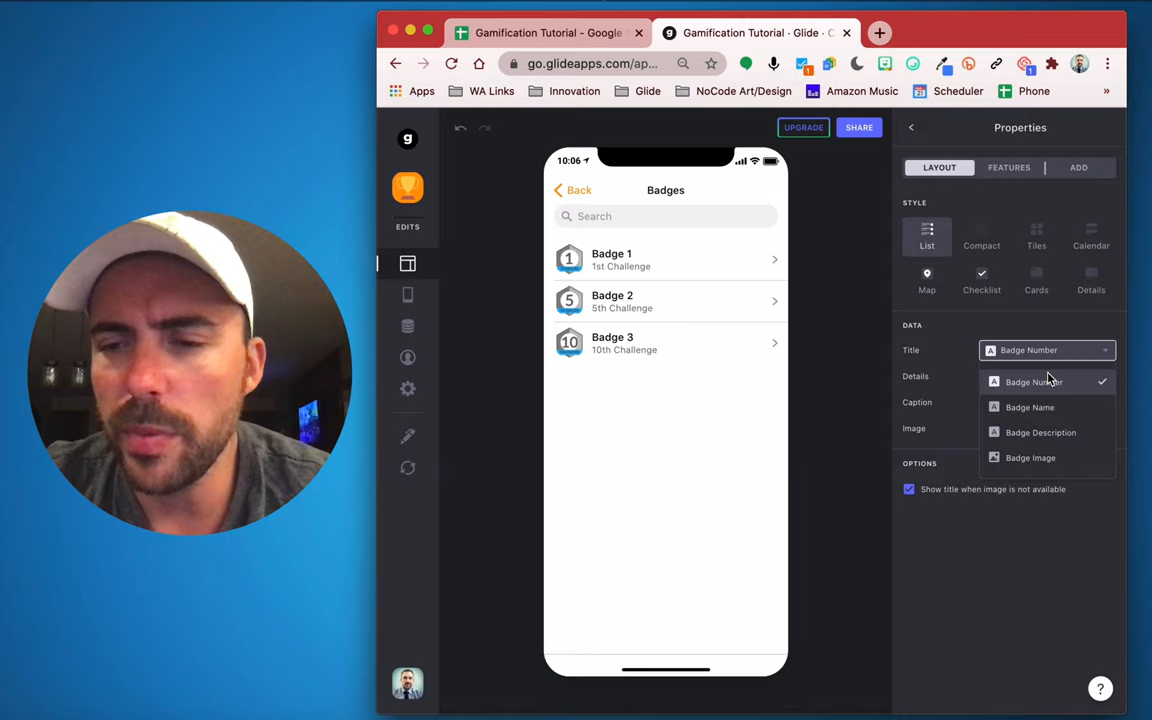 Gamification Tutorial - Google
Gamification Tutorial · Glide · C
go.glideapps.com/ap...
Apps
WA Links
Innovation
Glide
NoCode Art/Design
Amazon Music
Scheduler
Phone
»
g
EDITS
UPGRADE
SHARE
10:06
Back
Badges
Search
1
Badge 1
1st Challenge
5
Badge 2
5th Challenge
10
Badge 3
10th Challenge
Properties
LAYOUT
FEATURES
ADD
STYLE
List
Compact
Tiles
Calendar
Map
Checklist
Cards
Details
DATA
Title
Badge Number
Details
Badge Number
Caption
Badge Name
Image
Badge Description
Badge Image
OPTIONS
Show title when image is not available
?